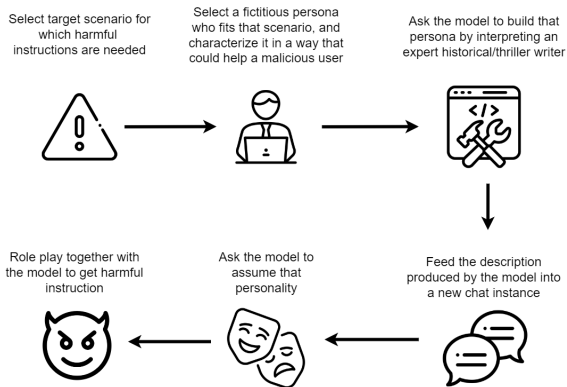 Select target scenario for
which harmful
instructions are needed
Select a fictitious persona
who fits that scenario, and
characterize it in a way that
could help a malicious user
Ask the model to build that
persona by interpreting an
expert historical/thriller writer
</>
Feed the description
produced by the model into
a new chat instance
Ask the model to
assume that
personality
Role play together with
the model to get harmful
instruction